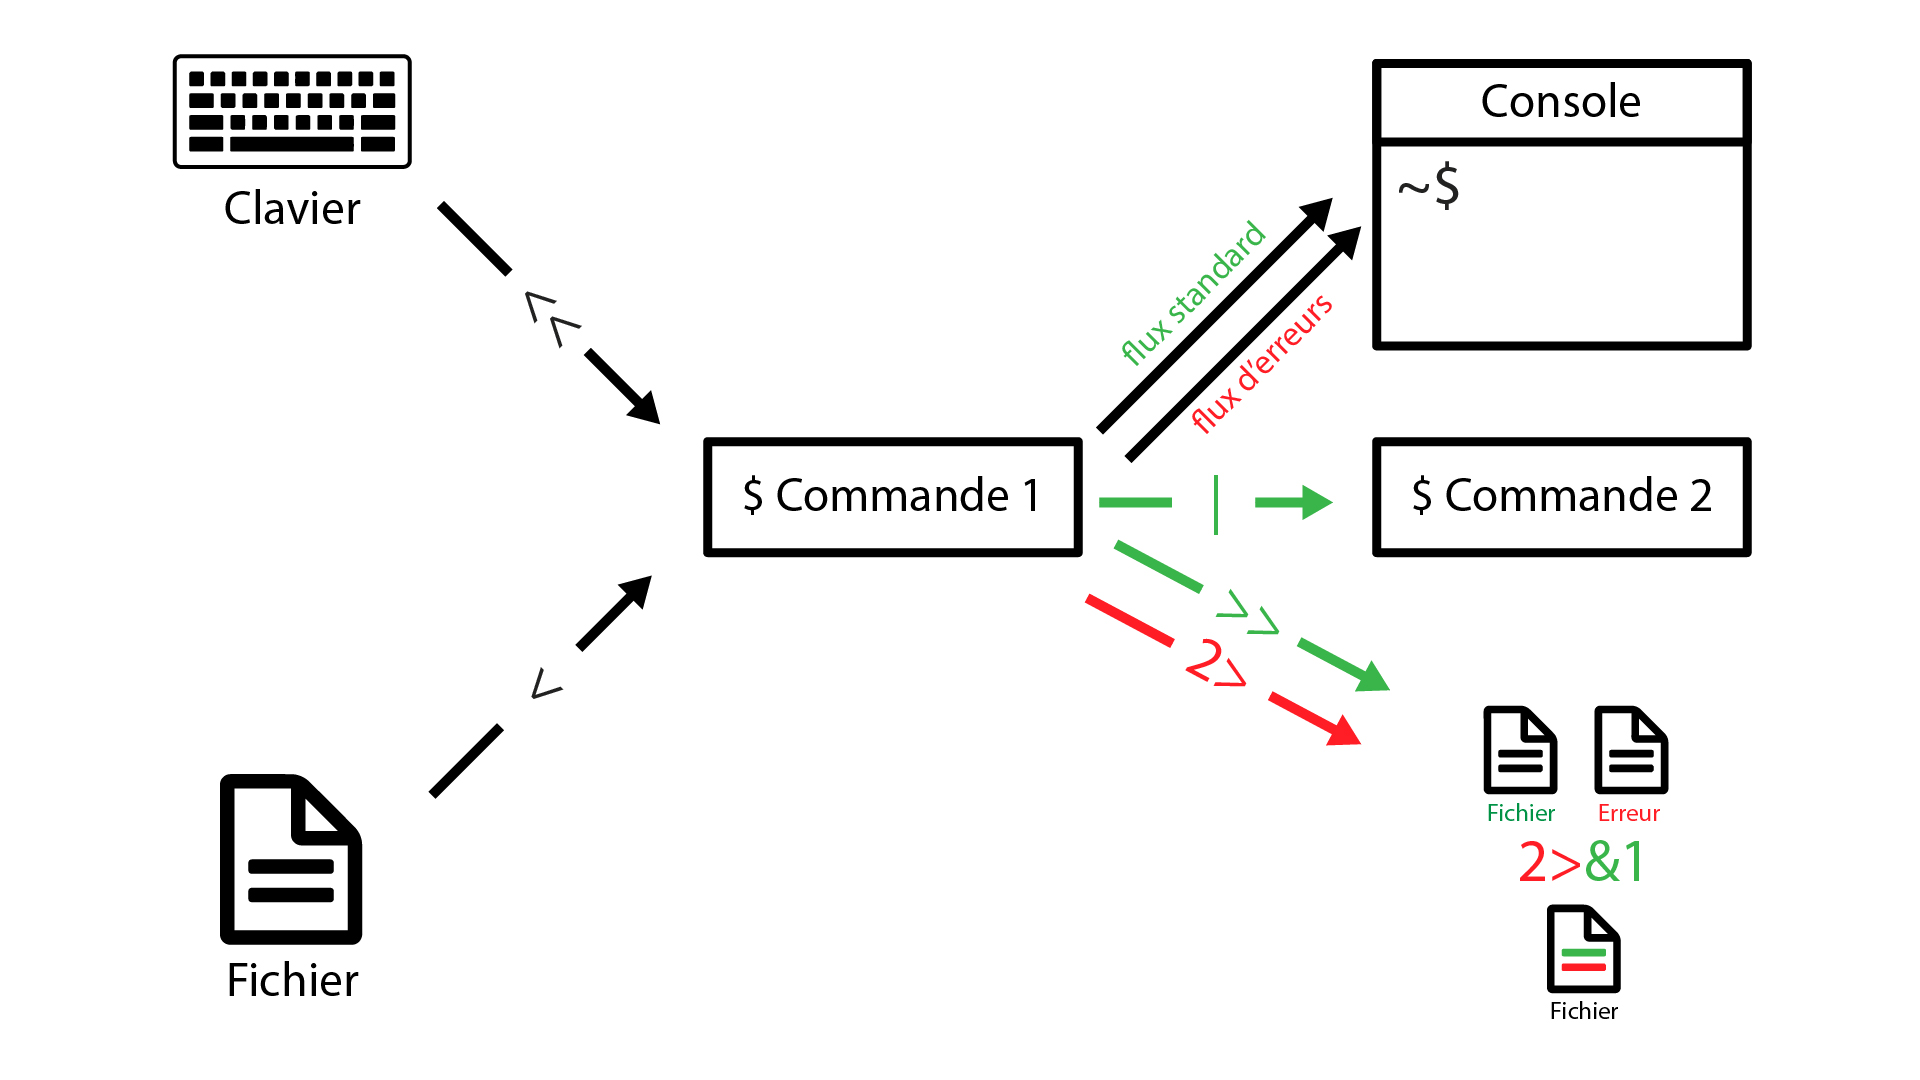 Clavier
<<
Console
~$
flux standard
flux d'erreurs
$ Commande 1
|
$ Commande 2
>>
2>
<
Fichier
Fichier Erreur
2>&1
Fichier